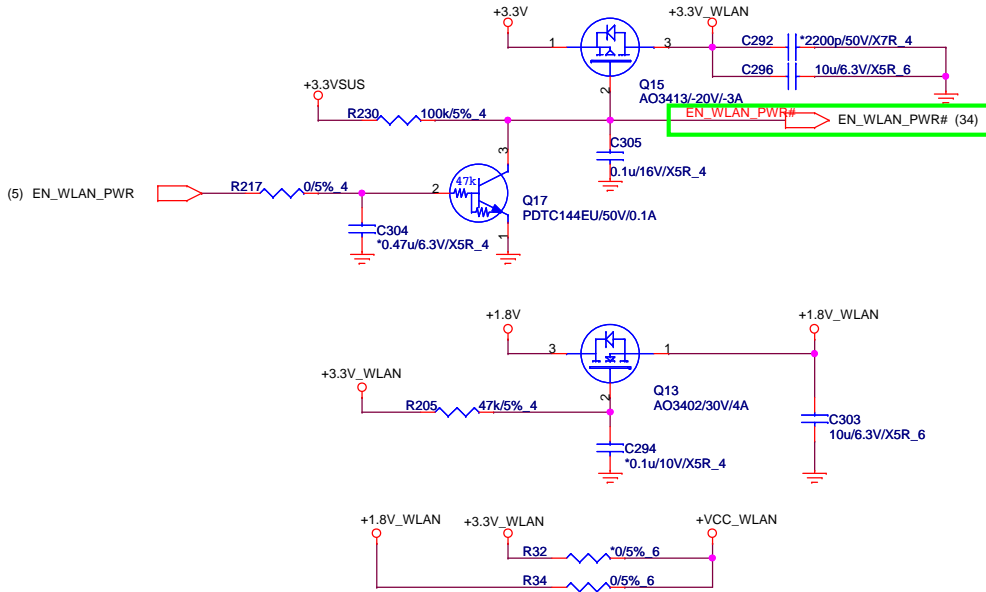 +3.3V
+3.3V_WLAN
1
3
C292
*2200p/50V/X7R_4
C296
10u/6.3V/X5R_6
2
Q15
AO3413/-20V/-3A
+3.3VSUS
R230
100k/5%_4
EN_WLAN_PWR#
EN_WLAN_PWR# (34)
3
C305
0.1u/16V/X5R_4
(5) EN_WLAN_PWR
R217
0/5%_4
2
47k
Q17
PDTC144EU/50V/0.1A
1
C304
*0.47u/6.3V/X5R_4
+1.8V
+1.8V_WLAN
3
1
+3.3V_WLAN
2
Q13
AO3402/30V/4A
R205
47k/5%_4
C303
10u/6.3V/X5R_6
C294
*0.1u/10V/X5R_4
+1.8V_WLAN
+3.3V_WLAN
+VCC_WLAN
R32
*0/5%_6
R34
0/5%_6